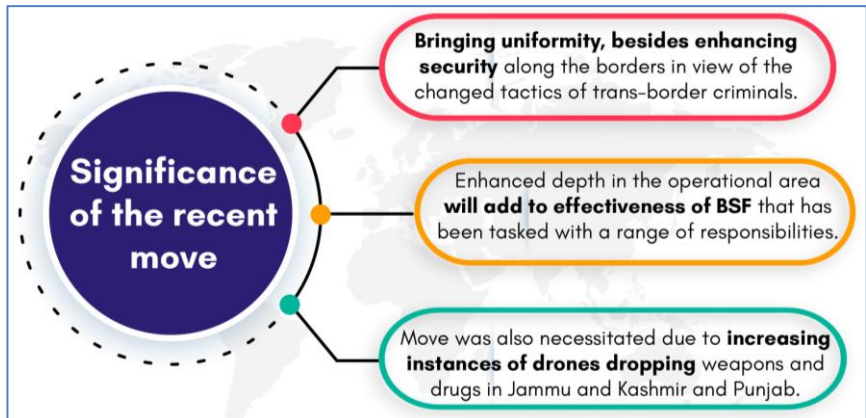 Significance
of the recent
move
Bringing uniformity, besides enhancing
security along the borders in view of the
changed tactics of trans-border criminals.
Enhanced depth in the operational area
will add to effectiveness of BSF that has
been tasked with a range of responsibilities.
Move was also necessitated due to increasing
instances of drones dropping weapons and
drugs in Jammu and Kashmir and Punjab.